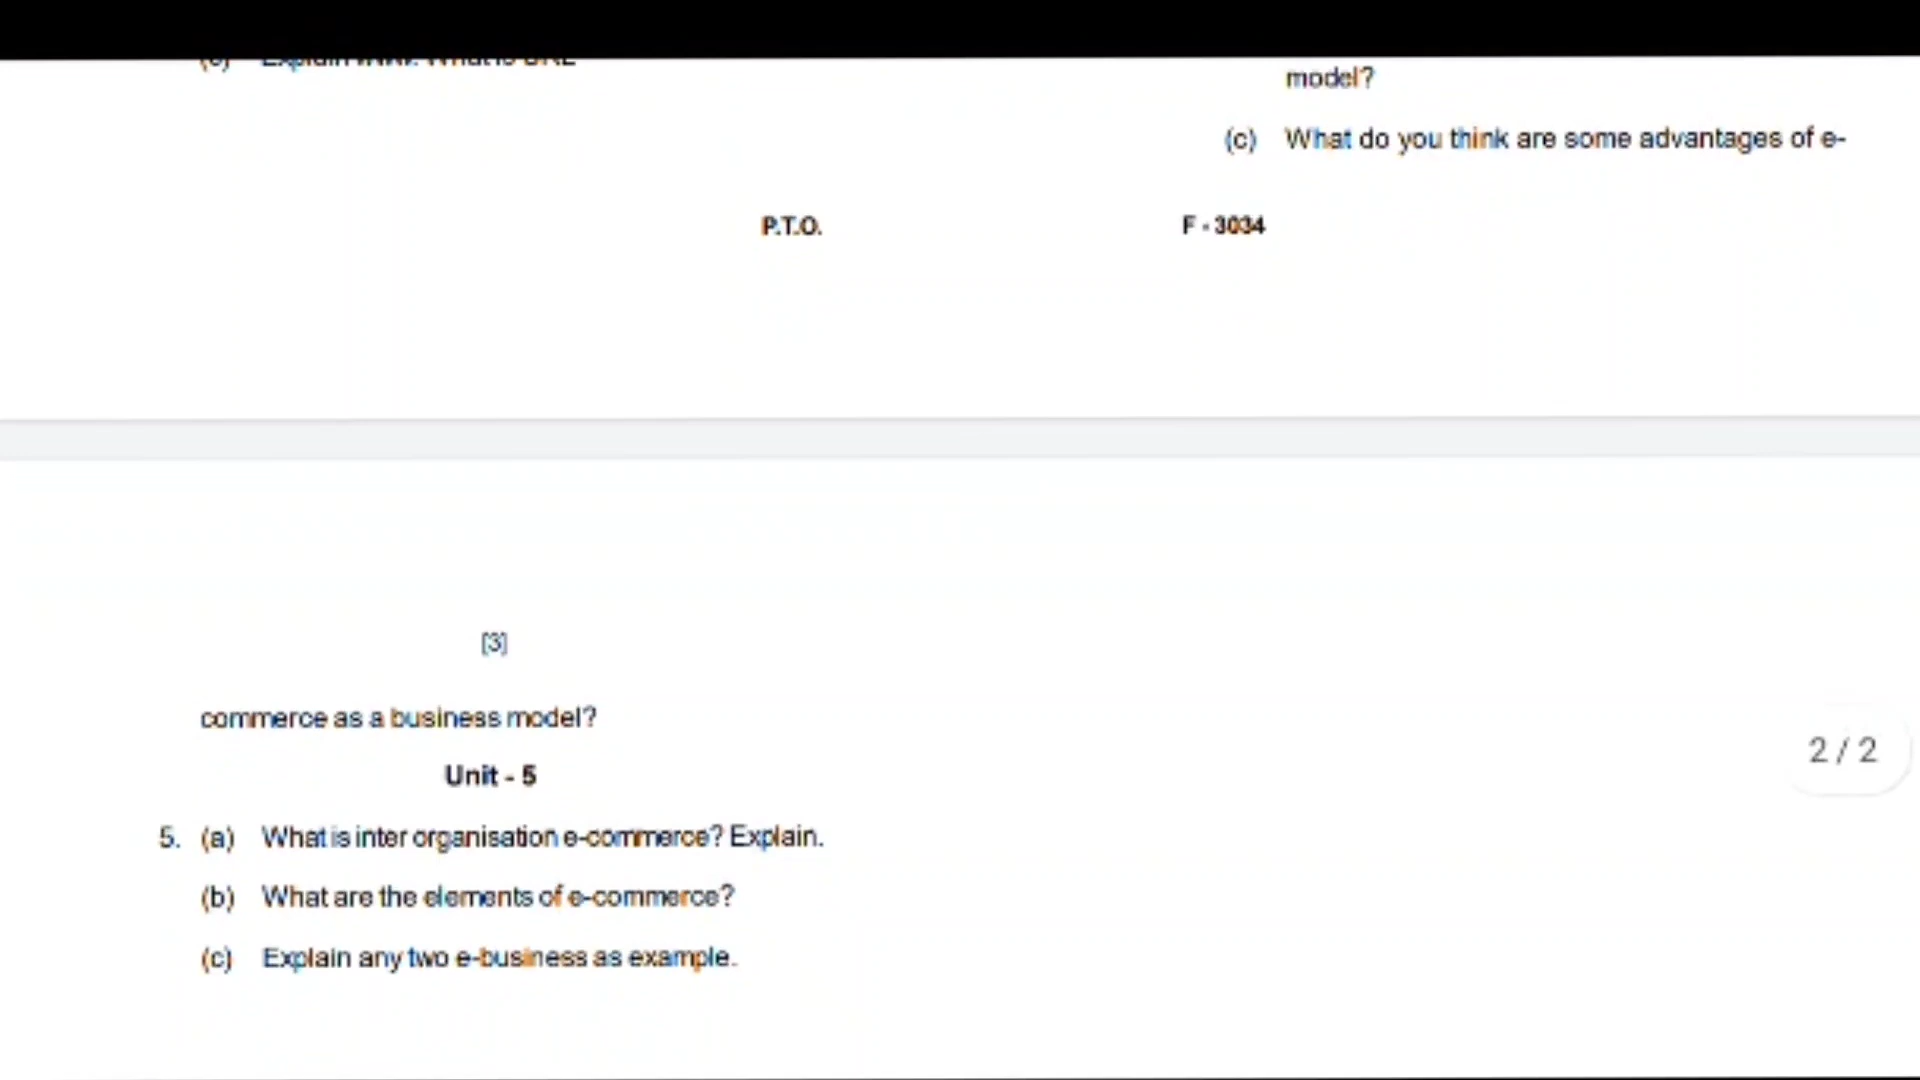 model?
(c) What do you think are some advantages of e-
P.T.O.
F - 3034
[3]
commerce as a business model?
Unit - 5
5. (a) What is inter organisation e-commerce? Explain.
(b) What are the elements of e-commerce?
(c) Explain any two e-business as example.
2 / 2